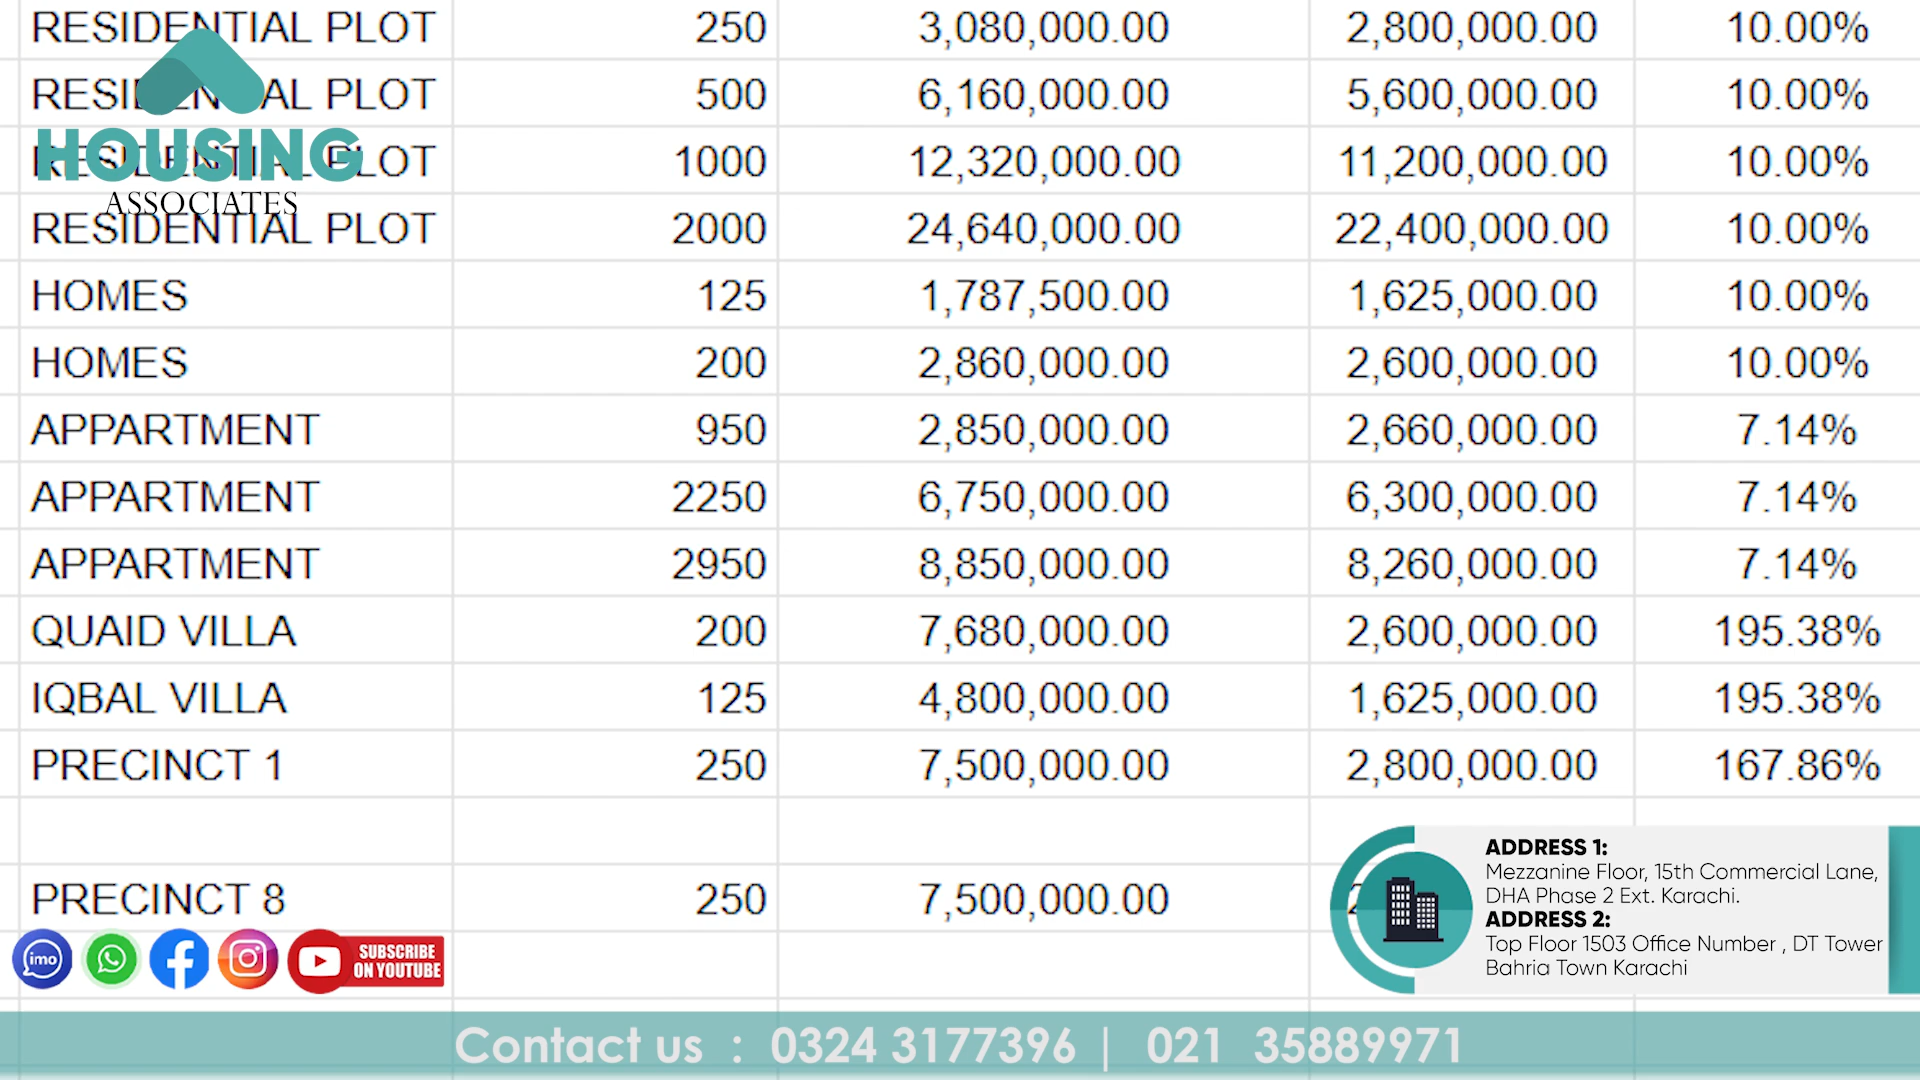 RESIDENTIAL PLOT 250 3,080,000.00 2,800,000.00 10.00%
RESIDENTIAL PLOT 500 6,160,000.00 5,600,000.00 10.00%
RESIDENTIAL PLOT 1000 12,320,000.00 11,200,000.00 10.00%
RESIDENTIAL PLOT 2000 24,640,000.00 22,400,000.00 10.00%
HOUSING
ASSOCIATES
HOMES 125 1,787,500.00 1,625,000.00 10.00%
HOMES 200 2,860,000.00 2,600,000.00 10.00%
APPARTMENT 950 2,850,000.00 2,660,000.00 7.14%
APPARTMENT 2250 6,750,000.00 6,300,000.00 7.14%
APPARTMENT 2950 8,850,000.00 8,260,000.00 7.14%
QUAID VILLA 200 7,680,000.00 2,600,000.00 195.38%
IQBAL VILLA 125 4,800,000.00 1,625,000.00 195.38%
PRECINCT 1 250 7,500,000.00 2,800,000.00 167.86%
PRECINCT 8 250 7,500,000.00
ADDRESS 1:
Mezzanine Floor, 15th Commercial Lane,
DHA Phase 2 Ext. Karachi.
ADDRESS 2:
Top Floor 1503 Office Number , DT Tower
Bahria Town Karachi
imo
SUBSCRIBE
ON YOUTUBE
Contact us : 0324 3177396 | 021 35889971